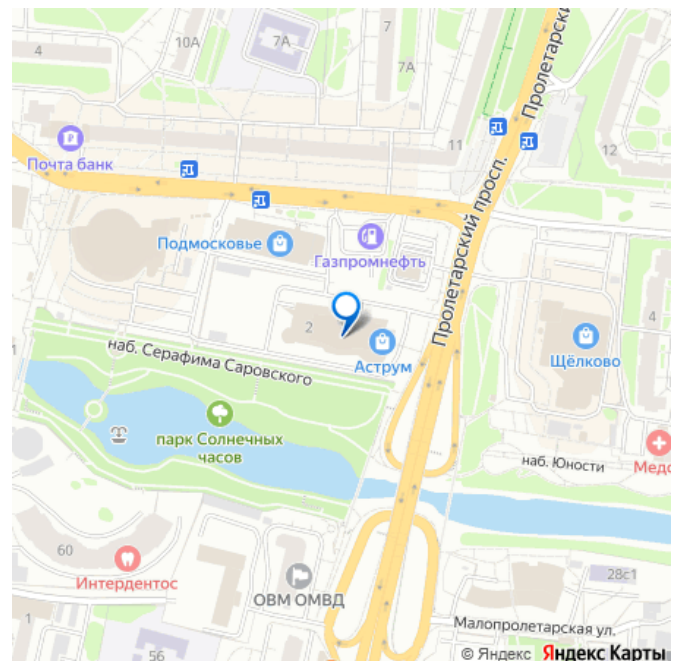 4
10А
7А
7
7А
Пролетарски
11
12
Почта банк
Пролетарский просп.
Подмосковье
Газпромнефть
2
4
Аструм
Щёлково
наб. Серафима Саровского
парк Солнечных
часов
наб. Юности
Медс
60
Интердентос
ОВМ ОМВД
28с1
1
56
Малопролетарская ул.
© Яндекс Яндекс Карты